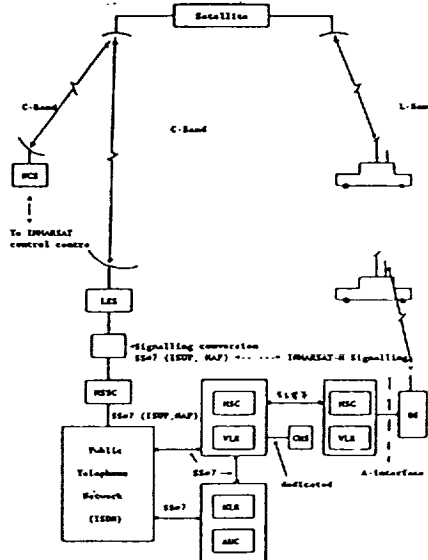 Satellite
C-Band
C-Band
L-Band
NCS
To INMARSAT
control centre
LES
Signalling conversion
SS#7 (ISUP, MAP) <----> INMARSAT-M Signalling
MSSC
SS#7 (ISUP, MAP)
MSC
MSC
BS
VLR
VLR
Public
Telephone
Network
(ISDN)
SS#7
dedicated
A-interface
SS#7
HLR
AUC